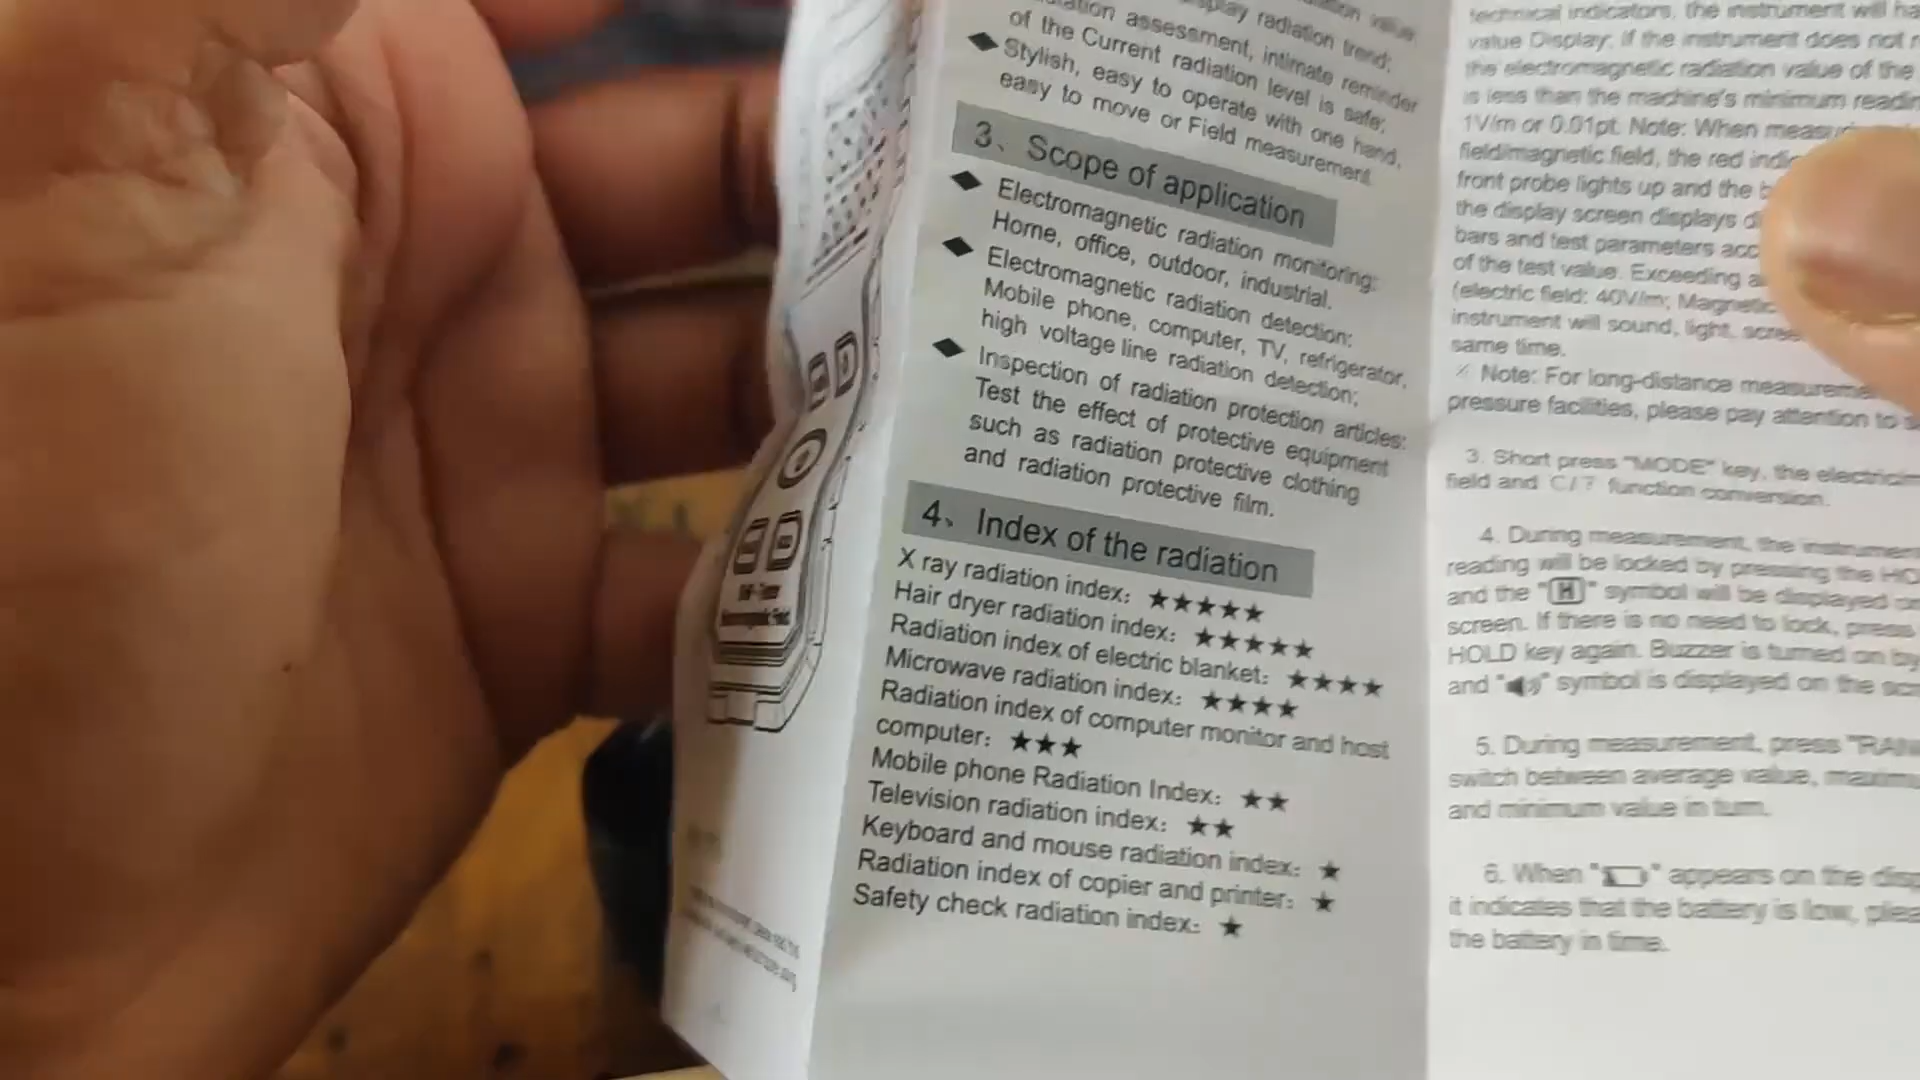 display radiation trend;
assessment, intimate reminder
of the Current radiation level is safe;
◆ Stylish, easy to operate with one hand,
easy to move or Field measurement.
3、Scope of application
◆ Electromagnetic radiation monitoring:
Home, office, outdoor, industrial.
◆ Electromagnetic radiation detection:
Mobile phone, computer, TV, refrigerator,
high voltage line radiation detection;
◆ Inspection of radiation protection articles:
Test the effect of protective equipment
such as radiation protective clothing
and radiation protective film.
4、Index of the radiation
X ray radiation index: ★★★★★
Hair dryer radiation index: ★★★★★
Radiation index of electric blanket: ★★★★
Microwave radiation index: ★★★★
Radiation index of computer monitor and host
computer: ★★★
Mobile phone Radiation Index: ★★
Television radiation index: ★★
Keyboard and mouse radiation index: ★
Radiation index of copier and printer: ★
Safety check radiation index: ★
technical indicators, the instrument will
value Display; If the instrument does not
the electromagnetic radiation value of the
is less than the machine's minimum
1V/m or 0.01μt. Note: When
field/magnetic field, the red
front probe lights up and the
the display screen displays
bars and test parameters
of the test value. Exceeding
(electric field: 40V/m;
instrument will sound, light,
same time.
Note: For long-distance
pressure facilities, please pay attention to
3. Short press "MODE" key, the
field and function conversion.
4. During measurement, the
reading will be locked by pressing the
and the "H" symbol will be displayed
screen. If there is no need to lock, press
HOLD key again. Buzzer is turned on
and " " symbol is displayed on the
5. During measurement, press
switch between average value,
and minimum value in turn.
6. When " " appears on the
it indicates that the battery is low,
the battery in time.